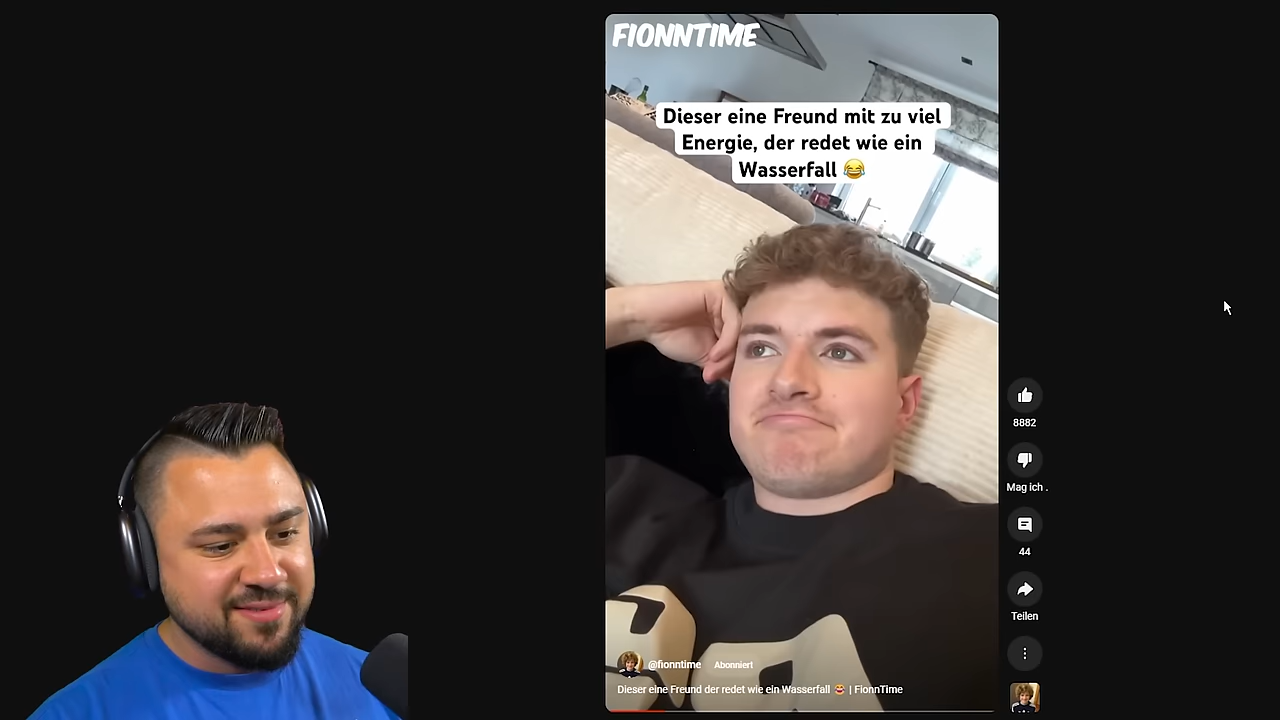 FIONNTIME
Dieser eine Freund mit zu viel
Energie, der redet wie ein
Wasserfall 😂
8882
Mag ich .
44
Teilen
@fionntime Abonniert
Dieser eine Freund der redet wie ein Wasserfall | FionnTime